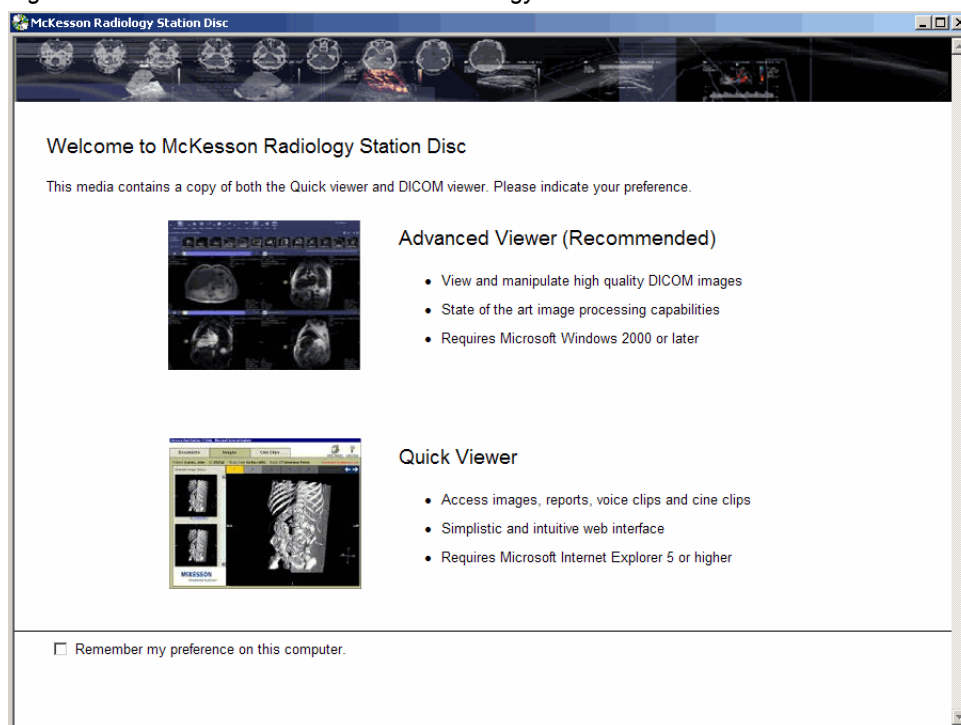 McKesson Radiology Station Disc
Welcome to McKesson Radiology Station Disc
This media contains a copy of both the Quick viewer and DICOM viewer. Please indicate your preference.
Advanced Viewer (Recommended)
• View and manipulate high quality DICOM images
• State of the art image processing capabilities
• Requires Microsoft Windows 2000 or later
Documents Images Cine Clips
MCKESSON
Quick Viewer
• Access images, reports, voice clips and cine clips
• Simplistic and intuitive web interface
• Requires Microsoft Internet Explorer 5 or higher
Remember my preference on this computer.